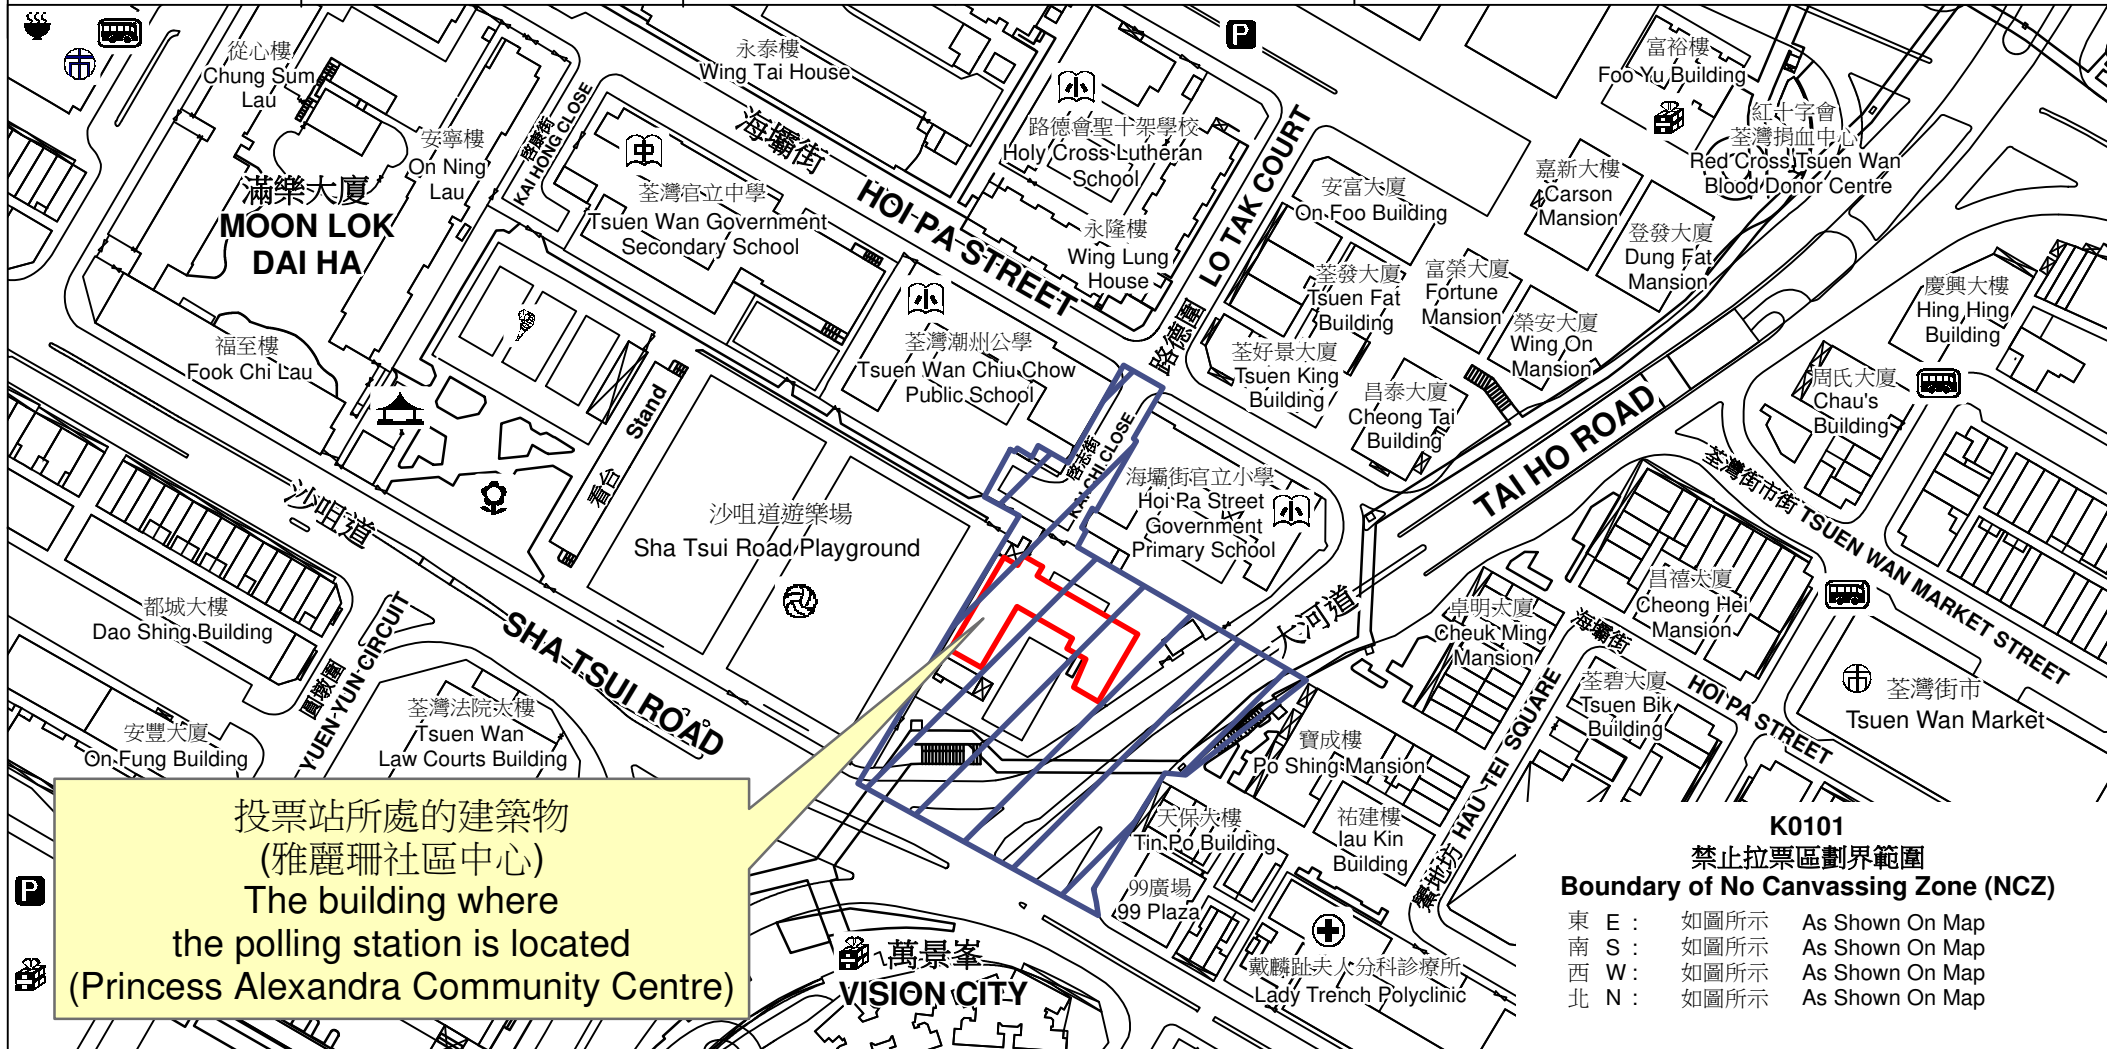 從心樓
Chung Sum
Lau
永泰樓
Wing Tai House
P
富裕樓
Foo Yu Building
安寧樓
On Ning
Lau
啓康街
KAI HONG CLOSE
海壩街
HOI PA STREET
小
路德會聖十架學校
Holy Cross Lutheran
School
紅十字會
荃灣捐血中心
Red Cross Tsuen Wan
Blood Donor Centre
滿樂大廈
MOON LOK
DAI HA
中
荃灣官立中學
Tsuen Wan Government
Secondary School
永隆樓
Wing Lung
House
路德圍
LO TAK COURT
安富大廈
On Foo Building
嘉新大樓
Carson
Mansion
登發大廈
Dung Fat
Mansion
荃發大廈
Tsuen Fat
Building
富榮大廈
Fortune
Mansion
榮安大廈
Wing On
Mansion
慶興大樓
Hing Hing
Building
福至樓
Fook Chi Lau
小
荃灣潮州公學
Tsuen Wan Chiu Chow
Public School
荃好景大廈
Tsuen King
Building
昌泰大廈
Cheong Tai
Building
周氏大廈
Chau's
Building
看台
Stand
啓志街
KAI CHI CLOSE
海壩街官立小學
Hoi Pa Street
Government
Primary School
小
大河道
TAI HO ROAD
荃灣街市街 TSUEN WAN MARKET STREET
沙咀道
SHA TSUI ROAD
沙咀道遊樂場
Sha Tsui Road Playground
昌禧大廈
Cheong Hei
Mansion
都城大樓
Dao Shing Building
圓墩圍
YUEN YUN CIRCUIT
卓明大廈
Cheuk Ming
Mansion
海壩街
HOI PA STREET
荃碧大廈
Tsuen Bik
Building
荃灣街市
Tsuen Wan Market
安豐大廈
On Fung Building
荃灣法院大樓
Tsuen Wan
Law Courts Building
寶成樓
Po Shing Mansion
天保大樓
Tin Po Building
祐建樓
Iau Kin
Building
鱟地坊 HAU TEI SQUARE
99廣場
99 Plaza
P
萬景峯
VISION CITY
戴麟趾夫人分科診療所
Lady Trench Polyclinic
投票站所處的建築物
(雅麗珊社區中心)
The building where
the polling station is located
(Princess Alexandra Community Centre)
K0101
禁止拉票區劃界範圍
Boundary of No Canvassing Zone (NCZ)
東 E : 如圖所示 As Shown On Map
南 S : 如圖所示 As Shown On Map
西 W : 如圖所示 As Shown On Map
北 N : 如圖所示 As Shown On Map